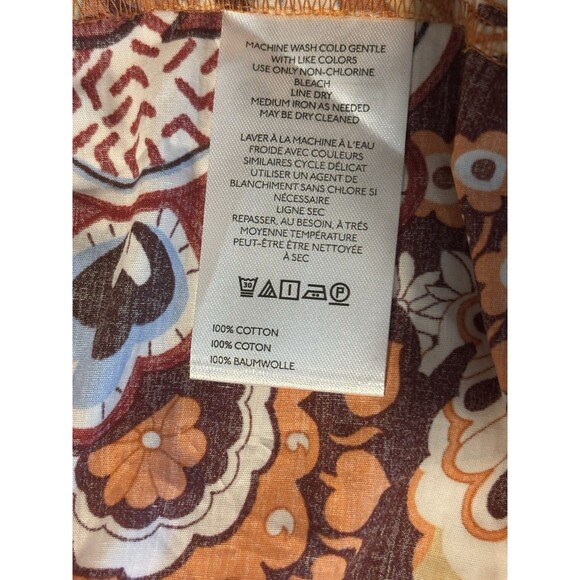 MACHINE WASH COLD GENTLE
WITH LIKE COLORS
USE ONLY NON-CHLORINE
BLEACH
LINE DRY
MEDIUM IRON AS NEEDED
MAY BE DRY CLEANED
LAVER À LA MACHINE À L'EAU
FROIDE AVEC COULEURS
SIMILAIRES CYCLE DÉLICAT
UTILISER UN AGENT DE
BLANCHIMENT SANS CHLORE SI
NÉCESSAIRE
LIGNE SEC
REPASSER, AU BESOIN, À TRÉS
MOYENNE TEMPÉRATURE
PEUT-ÊTRE ÊTRE NETTOYÉE
À SEC
30 P
100% COTTON
100% COTON
100% BAUMWOLLE